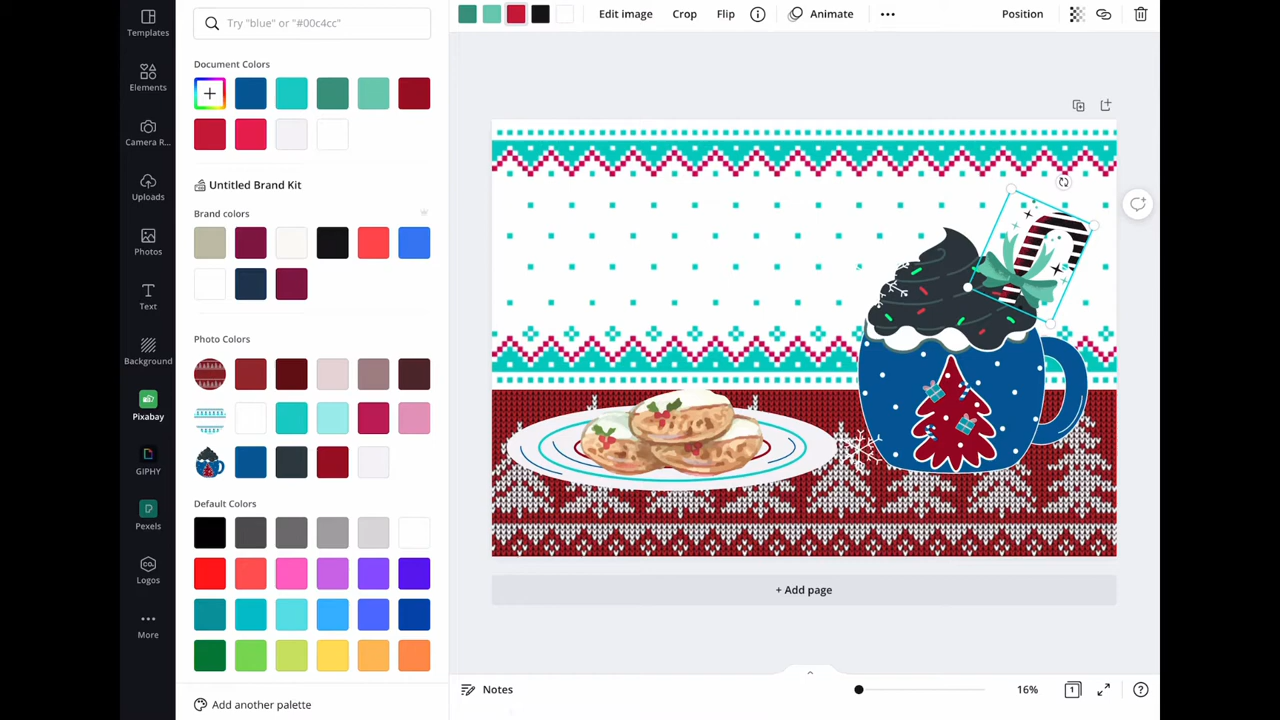 Templates
Elements
Camera R...
Uploads
Photos
Text
Background
Pixabay
GIPHY
Pexels
Logos
More
Try "blue" or "#00c4cc"
Document Colors
Untitled Brand Kit
Brand colors
Photo Colors
Default Colors
Add another palette
Edit image
Crop
Flip
Animate
Position
+ Add page
Notes
16%
1